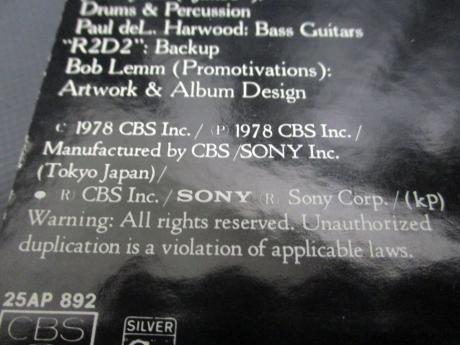 Drums & Percussion
Paul deL. Harwood: Bass Guitars
"R2D2": Backup
Bob Lemm (Promotivations):
Artwork & Album Design
© 1978 CBS Inc./ (P) 1978 CBS Inc./
Manufactured by CBS/SONY Inc.
(Tokyo Japan)/
● (R) CBS Inc./ SONY (R) Sony Corp./(kp)
Warning: All rights reserved. Unauthorized
duplication is a violation of applicable laws.
25AP 892
CBS
SILVER